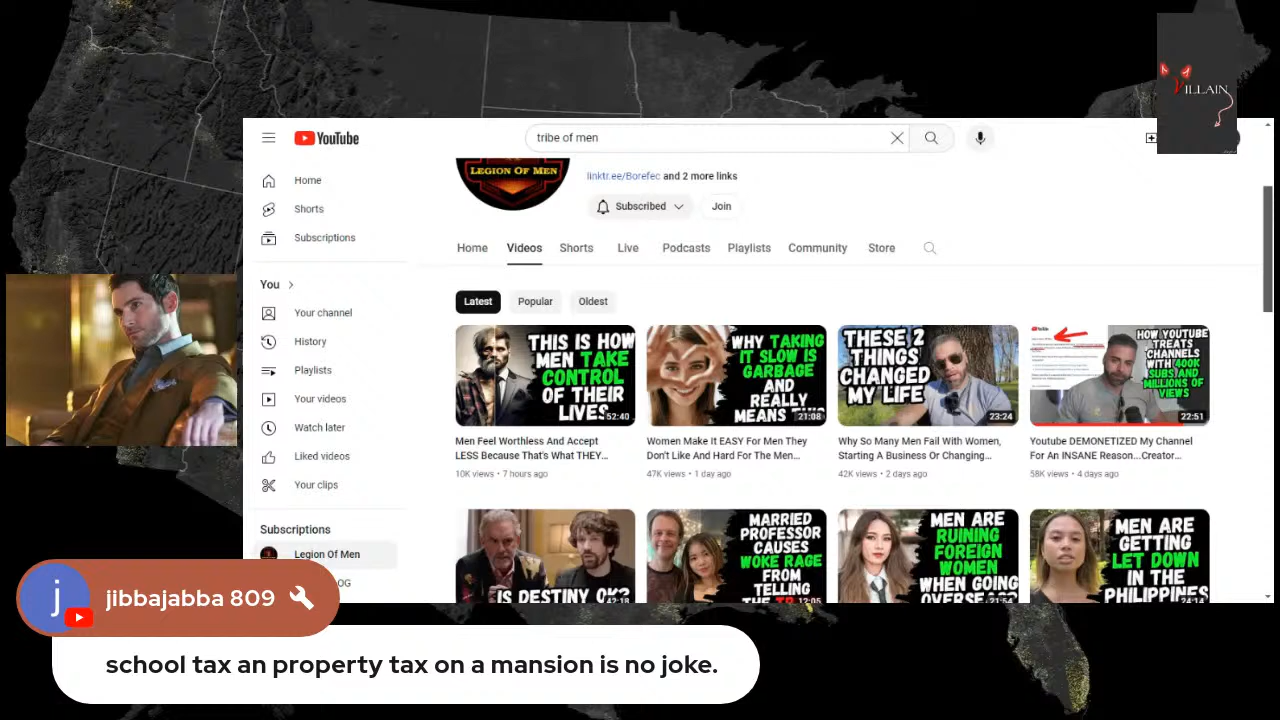 VILLAIN
YouTube
tribe of men
LEGION OF MEN
linktr.ee/Borefec and 2 more links
Subscribed
Join
Home
Shorts
Subscriptions
You
Your channel
History
Playlists
Your videos
Watch later
Liked videos
Your clips
Subscriptions
Legion Of Men
OG
Home
Videos
Shorts
Live
Podcasts
Playlists
Community
Store
Latest
Popular
Oldest
THIS IS HOW
MEN TAKE
CONTROL
OF THEIR
LIVES
52:40
Men Feel Worthless And Accept
LESS Because That's What THEY...
10K views • 7 hours ago
WHY TAKING
IT SLOW IS
GARBAGE
AND
REALLY
MEANS
21:08
Women Make It EASY For Men They
Don't Like And Hard For The Men...
47K views • 1 day ago
THESE 2
THINGS
CHANGED
MY LIFE
23:24
Why So Many Men Fail With Women,
Starting A Business Or Changing...
42K views • 2 days ago
HOW YOUTUBE
TREATS
CHANNELS
WITH 400K
SUBS AND
MILLIONS OF
VIEWS
22:51
Youtube DEMONETIZED My Channel
For An INSANE Reason...Creator...
58K views • 4 days ago
IS DESTINY OK?
42:18
MARRIED
PROFESSOR
CAUSES
WOKE RAGE
FROM
TELLING
THE
12:05
MEN ARE
RUINING
FOREIGN
WOMEN
WHEN GOING
OVERSEAS
21:54
MEN ARE
GETTING
LET DOWN
IN THE
PHILIPPINES
24:14
j
jibbajabba 809
school tax an property tax on a mansion is no joke.